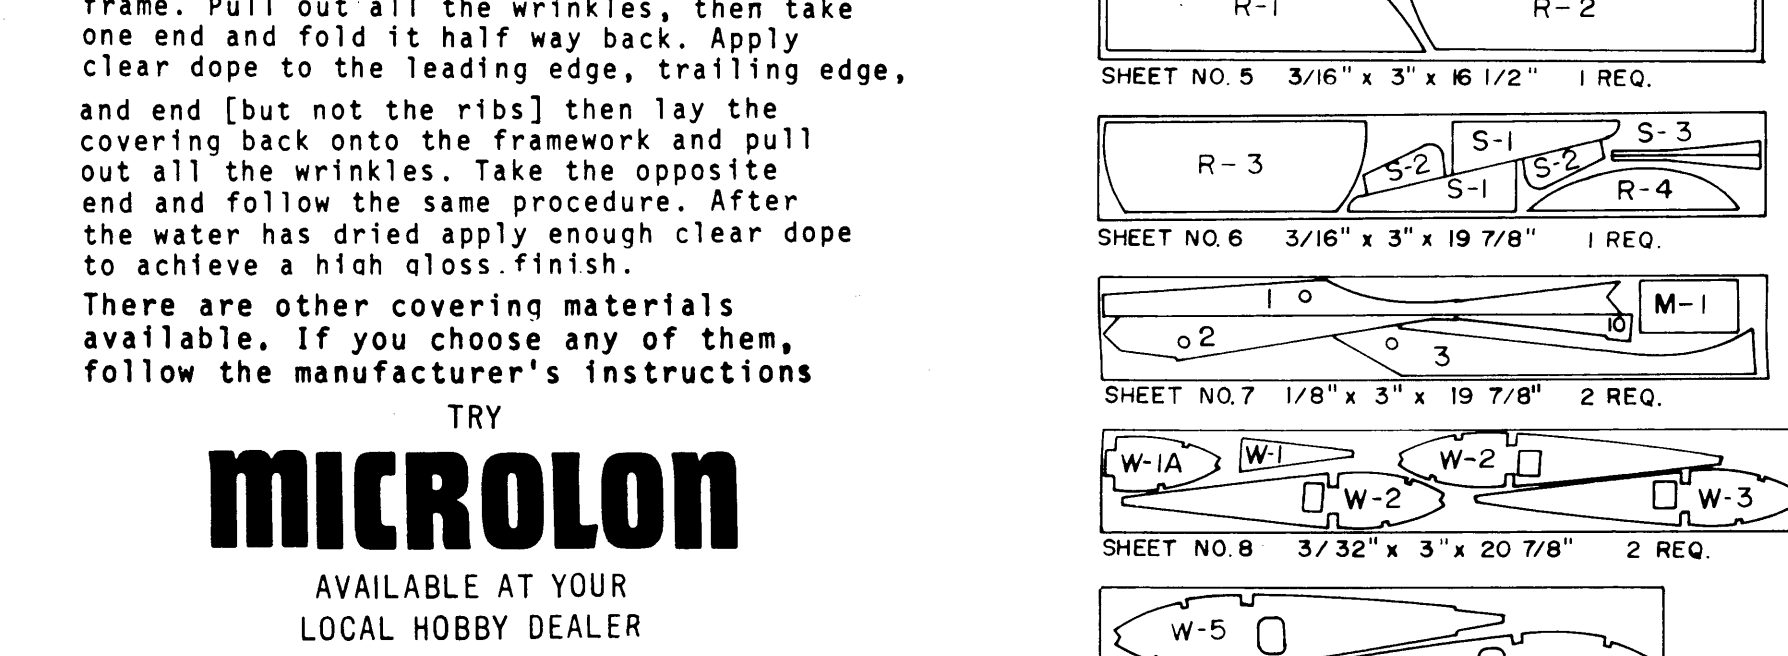 frame. Pull out all the wrinkles, then take
one end and fold it half way back. Apply
clear dope to the leading edge, trailing edge,
and end [but not the ribs] then lay the
covering back onto the framework and pull
out all the wrinkles. Take the opposite
end and follow the same procedure. After
the water has dried apply enough clear dope
to achieve a high gloss.finish.
There are other covering materials
available. If you choose any of them,
follow the manufacturer's instructions
TRY
MICROLON
AVAILABLE AT YOUR
LOCAL HOBBY DEALER
R-1
R-2
SHEET NO. 5 3/16" x 3" x 16 1/2" 1 REQ.
R-3
S-2
S-1
S-1
S-2
S-3
R-4
SHEET NO. 6 3/16" x 3" x 19 7/8" 1 REQ.
1
M-1
2
10
3
SHEET NO. 7 1/8" x 3" x 19 7/8" 2 REQ.
W-1A
W-1
W-2
W-2
W-3
SHEET NO. 8 3/32" x 3" x 20 7/8" 2 REQ.
W-5